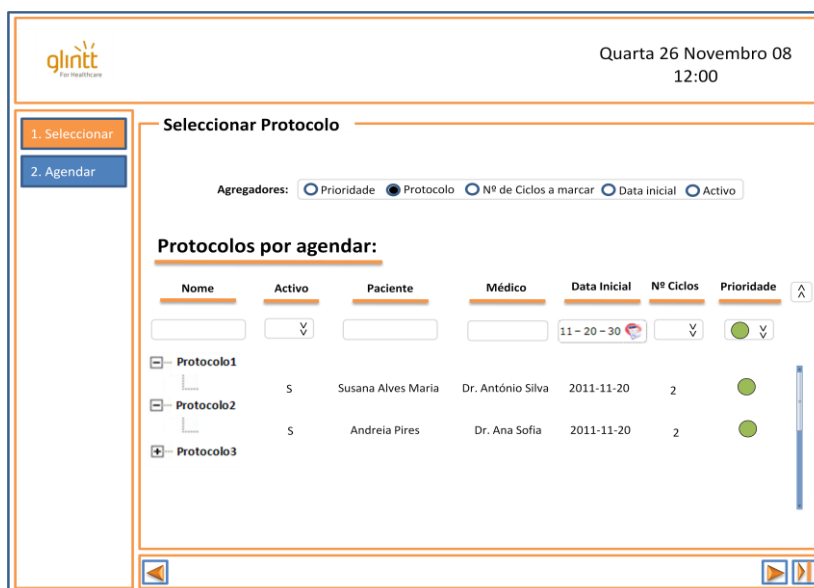 glintt
For Healthcare
Quarta 26 Novembro 08
12:00
1. Seleccionar
2. Agendar
Seleccionar Protocolo
Agregadores: Prioridade Protocolo Nº de Ciclos a marcar Data inicial Activo
Protocolos por agendar:
Nome Activo Paciente Médico Data Inicial Nº Ciclos Prioridade
11 – 20 – 30
Protocolo1
S Susana Alves Maria Dr. António Silva 2011-11-20 2
Protocolo2
S Andreia Pires Dr. Ana Sofia 2011-11-20 2
Protocolo3